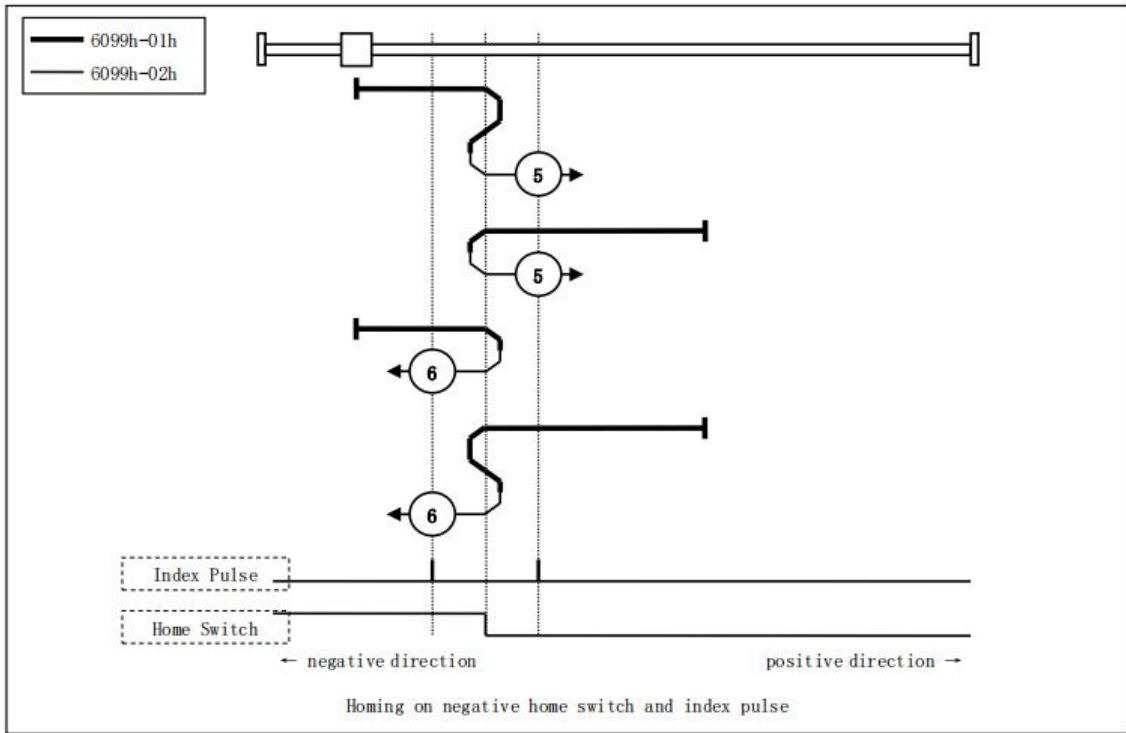 6099h-01h
6099h-02h
5
5
6
6
Index Pulse
Home Switch
← negative direction
positive direction →
Homing on negative home switch and index pulse